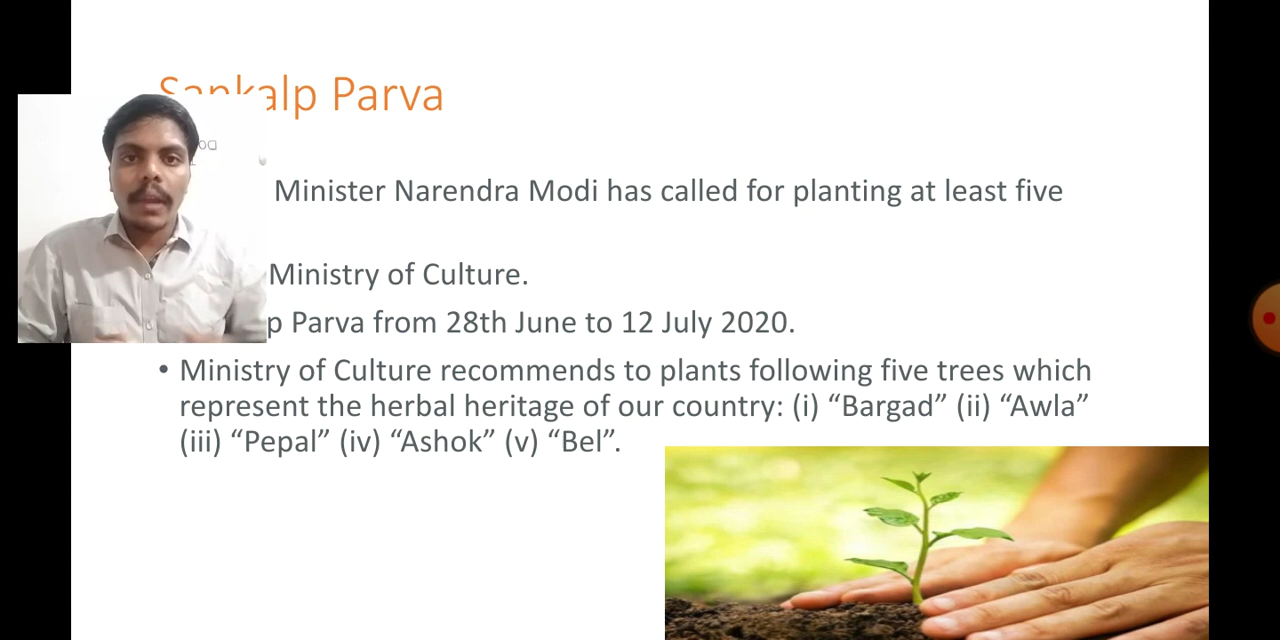 Sankalp Parva
Minister Narendra Modi has called for planting at least five
Ministry of Culture.
p Parva from 28th June to 12 July 2020.
• Ministry of Culture recommends to plants following five trees which
represent the herbal heritage of our country: (i) “Bargad” (ii) “Awla”
(iii) “Pepal” (iv) “Ashok” (v) “Bel”.